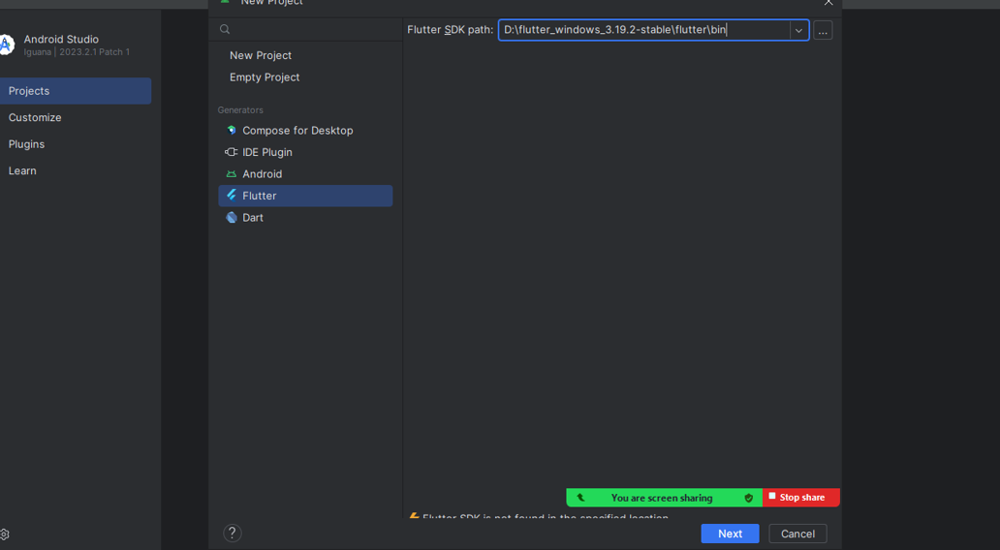 New Project
Android Studio
Iguana | 2023.2.1 Patch 1
Projects
Customize
Plugins
Learn
New Project
Empty Project
Generators
Compose for Desktop
IDE Plugin
Android
Flutter
Dart
Flutter SDK path: D:\flutter_windows_3.19.2-stable\flutter\bin ...
You are screen sharing Stop share
Flutter SDK is not found in the specified location
? Next Cancel